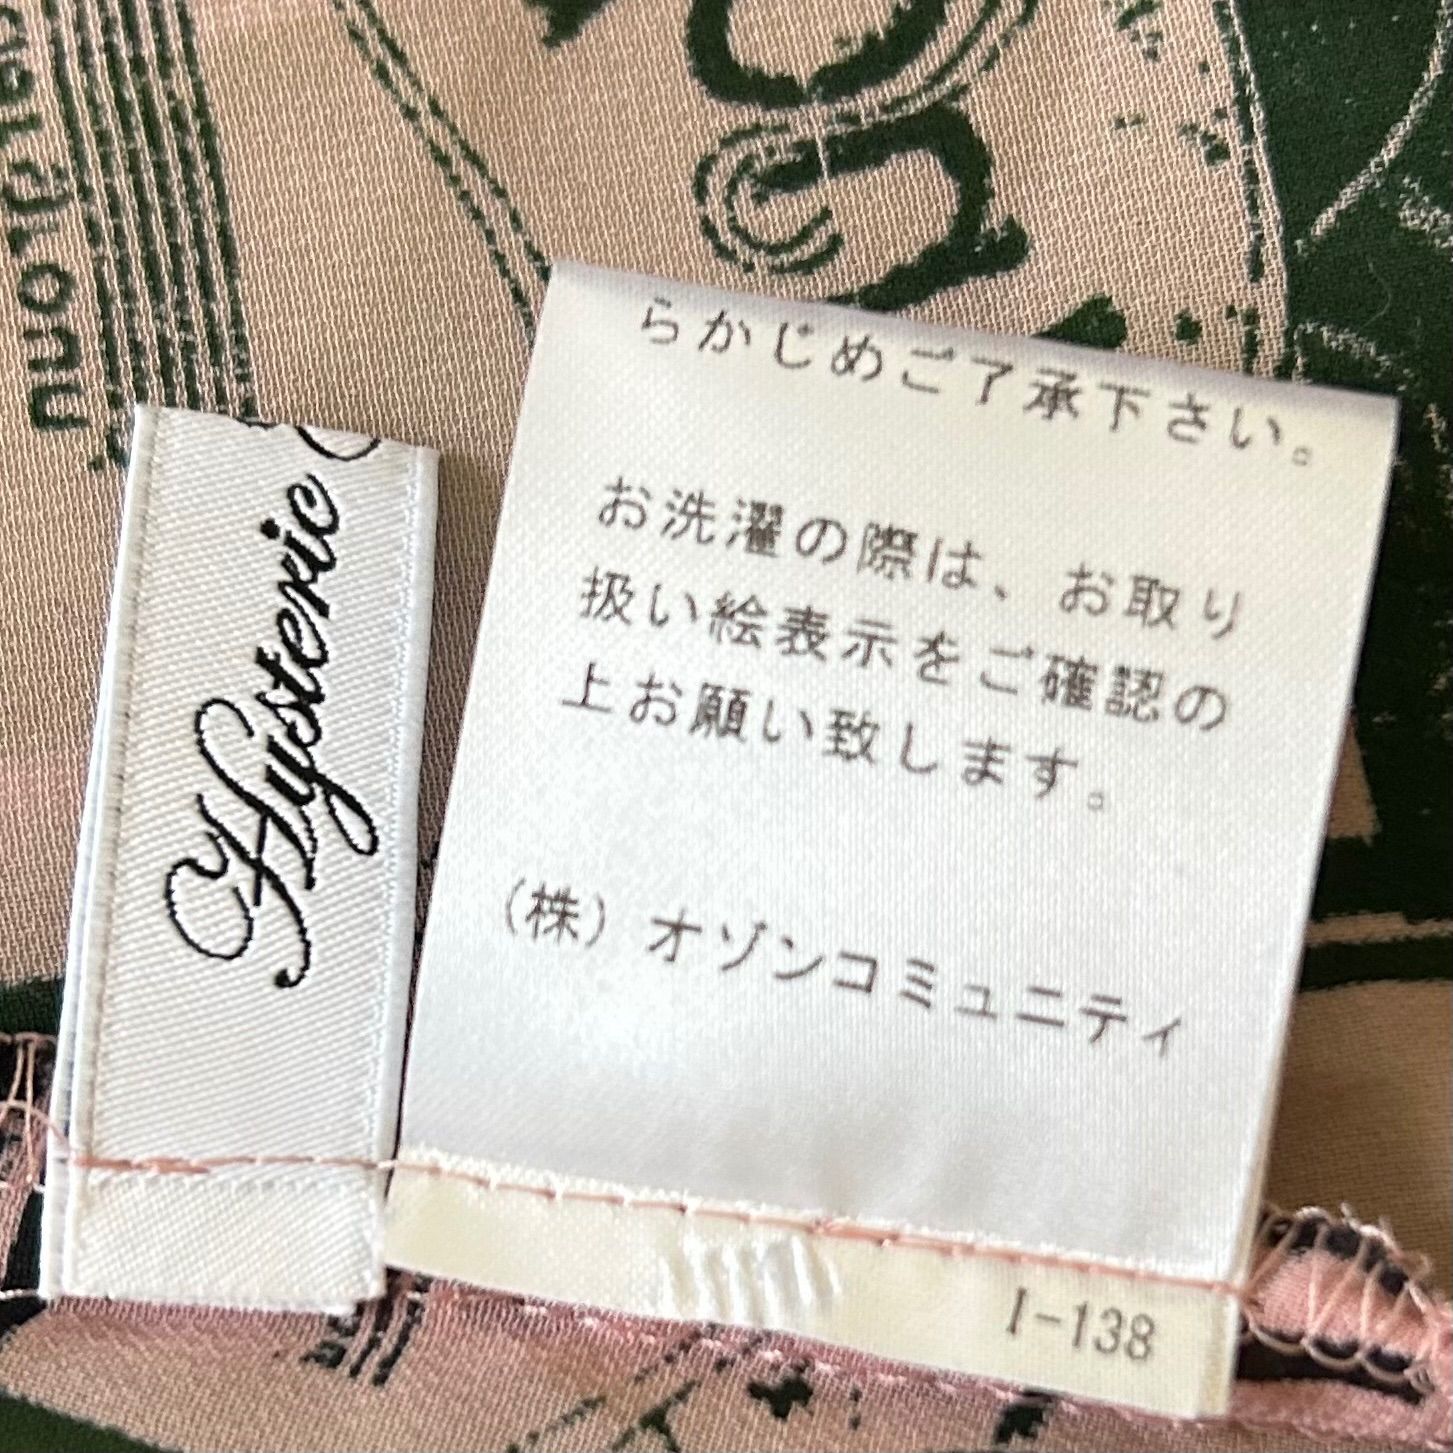 Hysteric
らかじめご了承下さい。
お洗濯の際は、お取り
扱い絵表示をご確認の
上お願い致します。
(株)オゾンコミュニティ
I-138